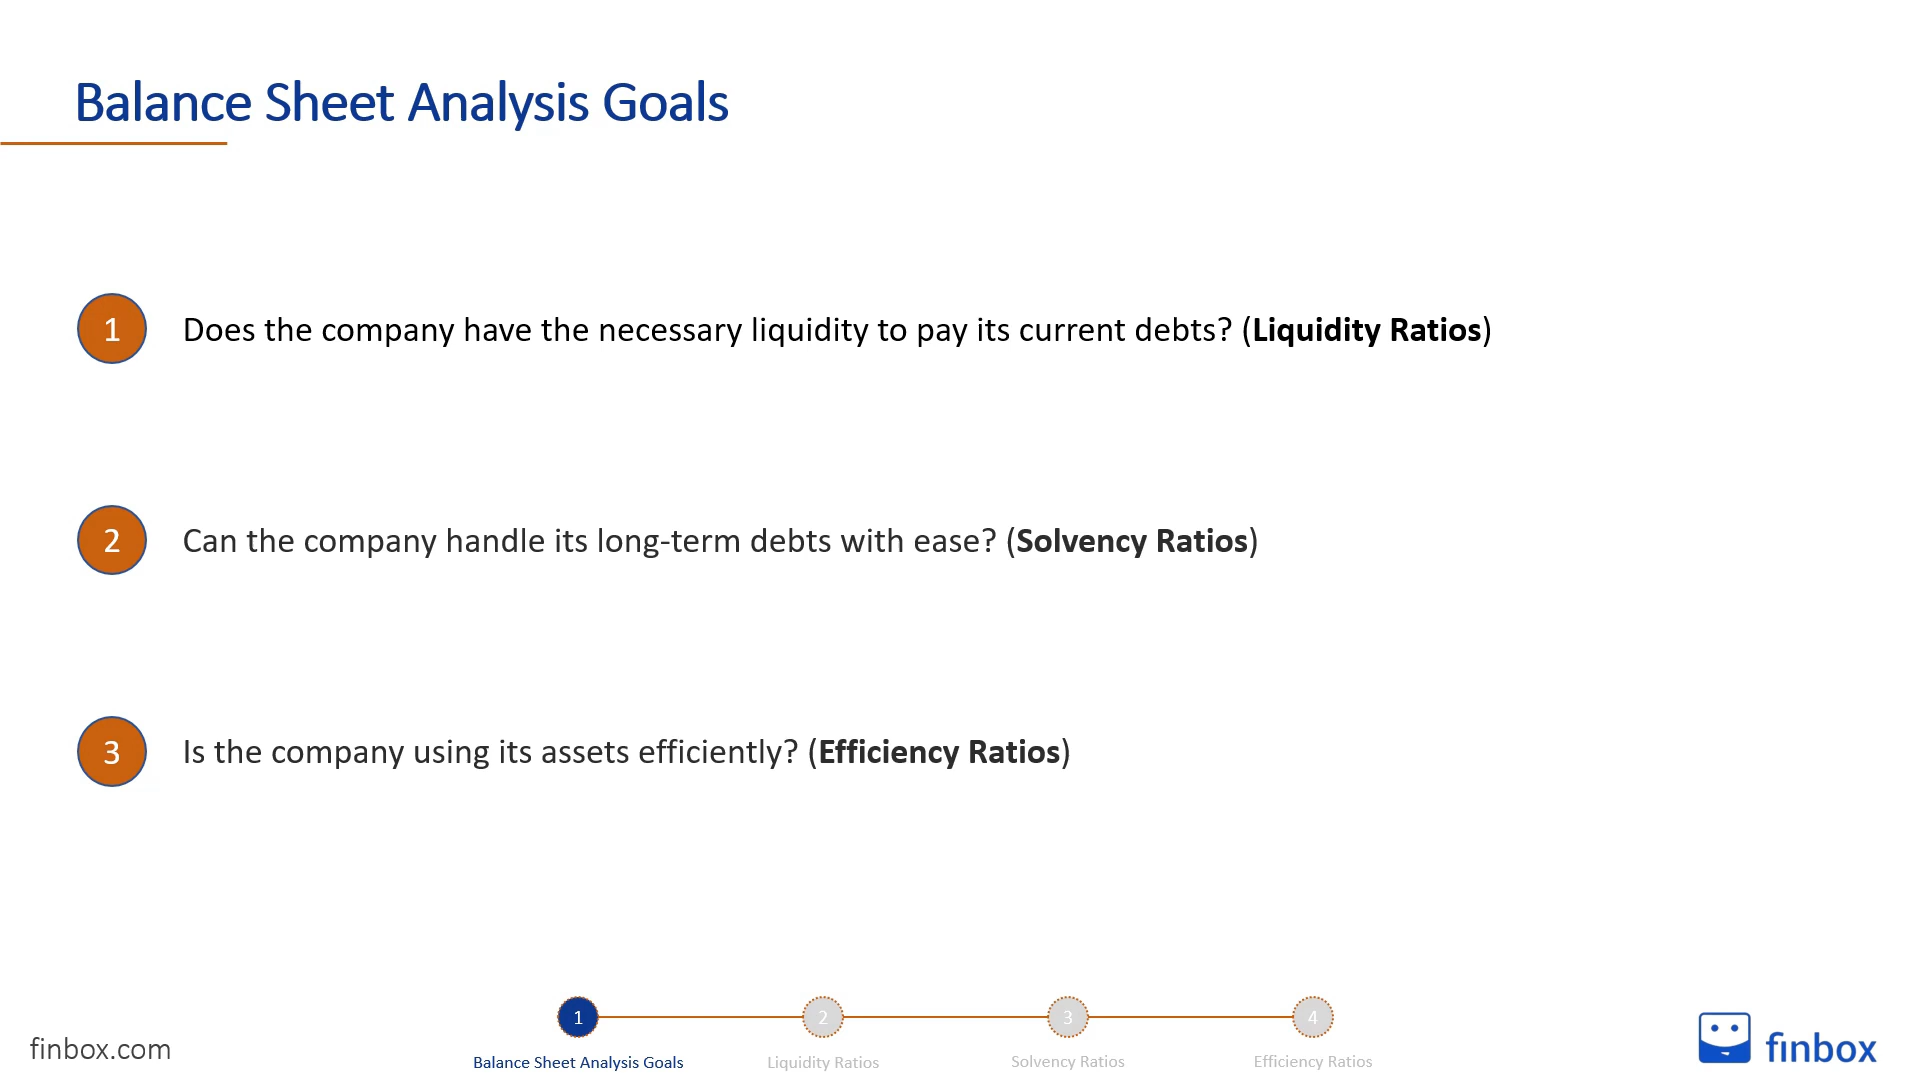 Balance Sheet Analysis Goals
1 Does the company have the necessary liquidity to pay its current debts? (Liquidity Ratios)
2 Can the company handle its long-term debts with ease? (Solvency Ratios)
3 Is the company using its assets efficiently? (Efficiency Ratios)
1 2 3 4
Balance Sheet Analysis Goals Liquidity Ratios Solvency Ratios Efficiency Ratios
finbox.com
finbox